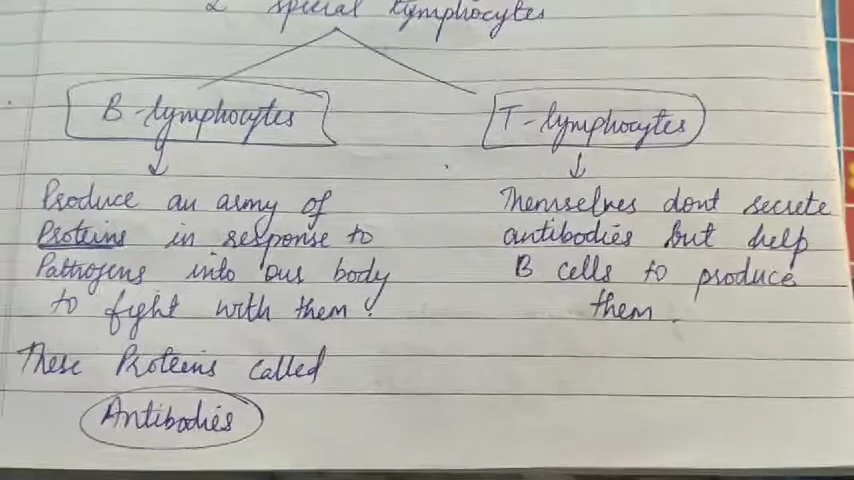 2 special lymphocytes
B-lymphocytes
Produce an army of
Proteins in response to
Pathogens into our body
to fight with them.
These Proteins called
Antibodies
T-lymphocytes
Themselves dont secrete
antibodies but help
B cells to produce
them.